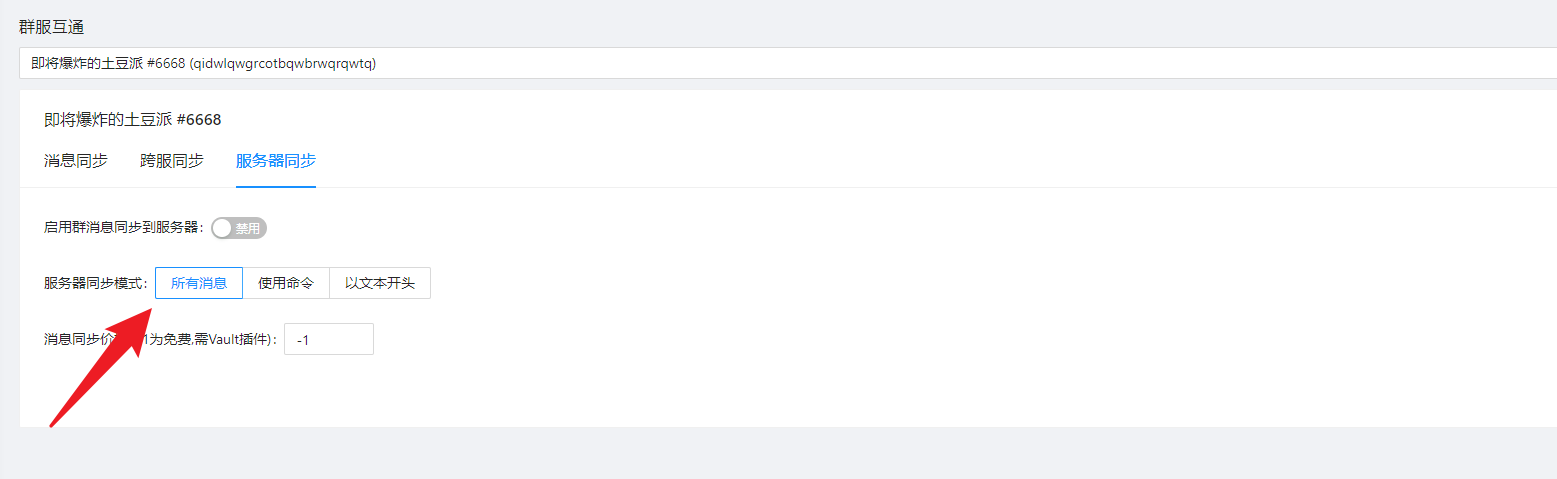 群服互通
即将爆炸的土豆派 #6668 (qidwlqwgrcotbqwbrwqrqwtq)
即将爆炸的土豆派 #6668
消息同步 跨服同步 服务器同步
启用群消息同步到服务器： 禁用
服务器同步模式： 所有消息 使用命令 以文本开头
消息同步价 1为免费,需Vault插件)： -1